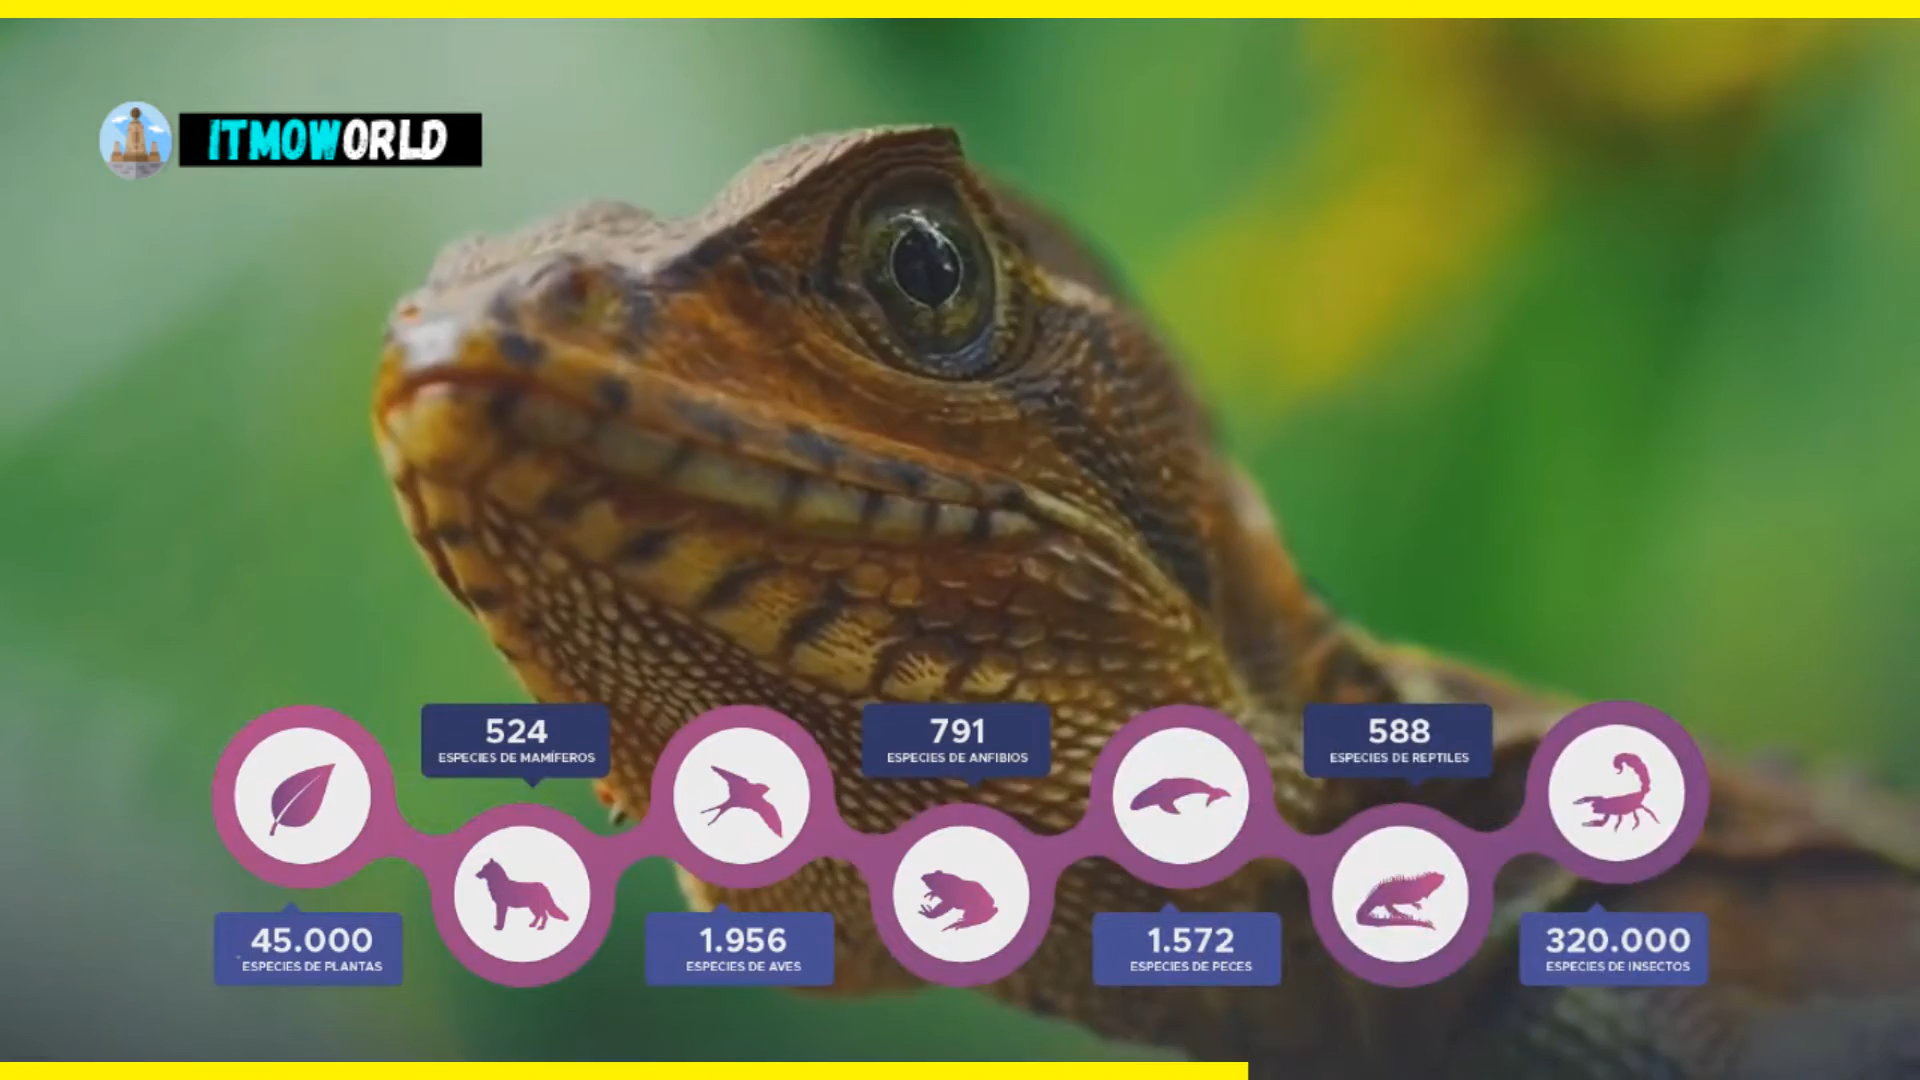 ITMOWORLD
524
ESPECIES DE MAMÍFEROS
791
ESPECIES DE ANFIBIOS
588
ESPECIES DE REPTILES
45.000
ESPECIES DE PLANTAS
1.956
ESPECIES DE AVES
1.572
ESPECIES DE PECES
320.000
ESPECIES DE INSECTOS